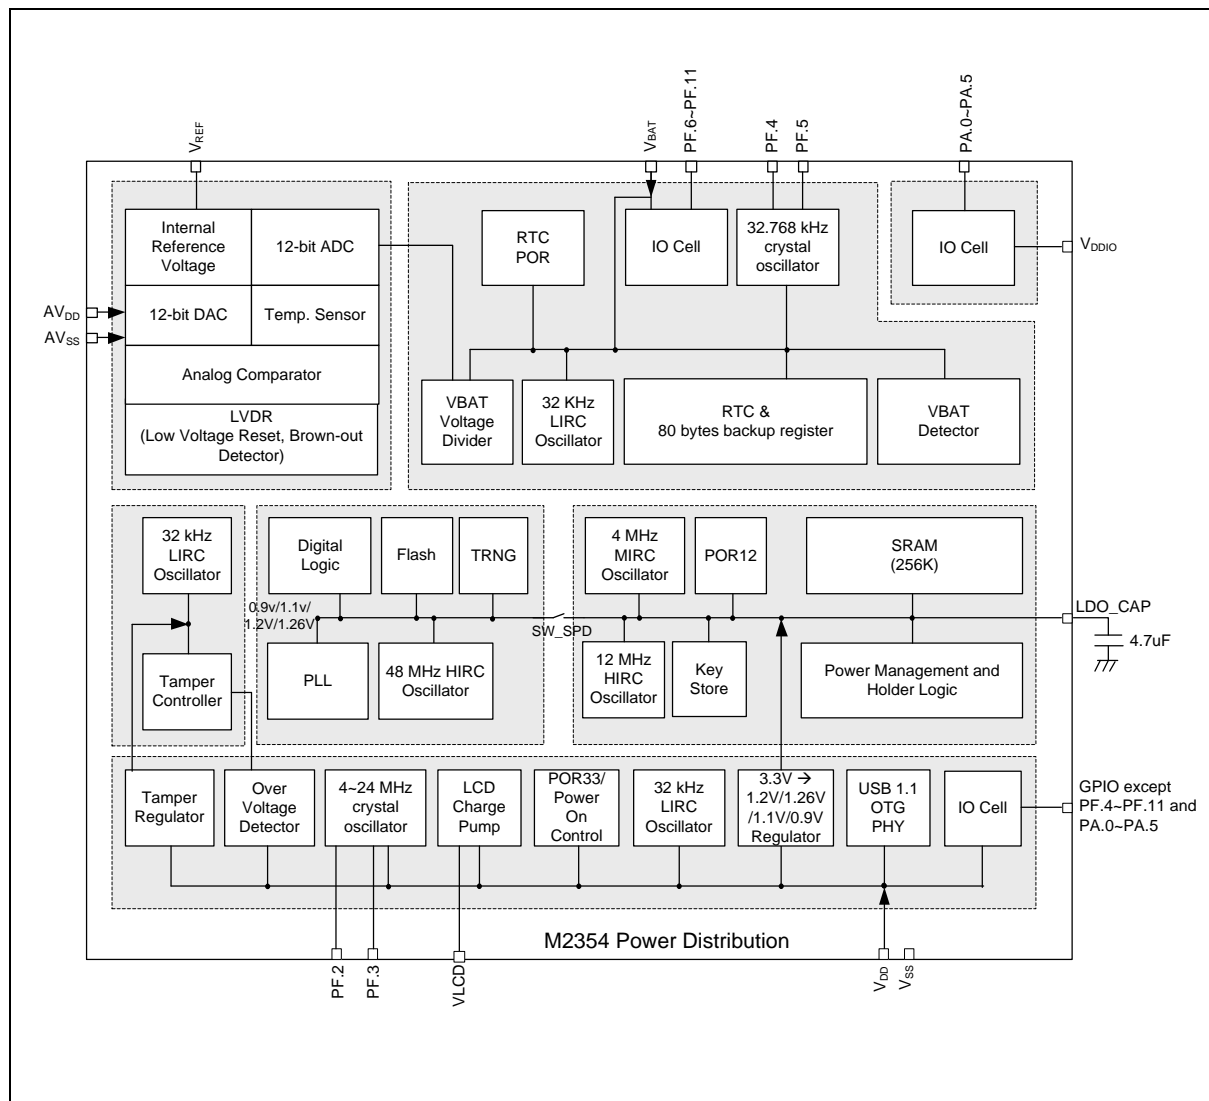 V_REF
V_BAT
PF.6~PF.11
PF.4
PF.5
PA.0~PA.5
Internal
Reference
Voltage
12-bit ADC
12-bit DAC
Temp. Sensor
Analog Comparator
LVDR
(Low Voltage Reset, Brown-out
Detector)
AV_DD
AV_SS
RTC
POR
IO Cell
32.768 kHz
crystal
oscillator
IO Cell
V_DDIO
VBAT
Voltage
Divider
32 KHz
LIRC
Oscillator
RTC &
80 bytes backup register
VBAT
Detector
32 kHz
LIRC
Oscillator
Tamper
Controller
Digital
Logic
Flash
TRNG
0.9v/1.1v/
1.2V/1.26V
PLL
48 MHz HIRC
Oscillator
SW_SPD
4 MHz
MIRC
Oscillator
POR12
SRAM
(256K)
12 MHz
HIRC
Oscillator
Key
Store
Power Management and
Holder Logic
LDO_CAP
4.7uF
Tamper
Regulator
Over
Voltage
Detector
4~24 MHz
crystal
oscillator
LCD
Charge
Pump
POR33/
Power
On
Control
32 kHz
LIRC
Oscillator
3.3V →
1.2V/1.26V
/1.1V/0.9V
Regulator
USB 1.1
OTG
PHY
IO Cell
GPIO except
PF.4~PF.11 and
PA.0~PA.5
M2354 Power Distribution
PF.2
PF.3
VLCD
V_DD
V_SS